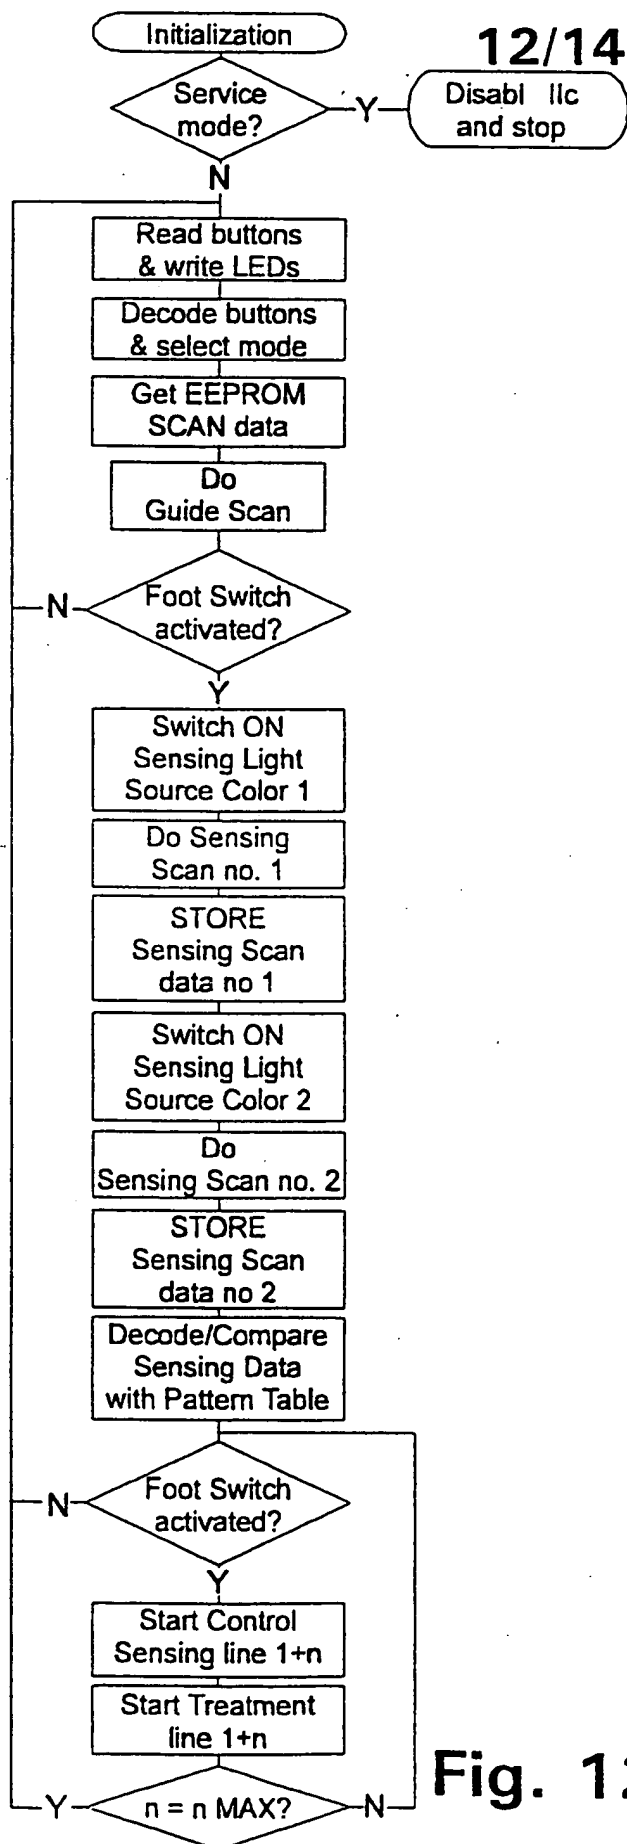 12/14
Initialization
Service
mode?
Y
Disabl IIc
and stop
N
Read buttons
& write LEDs
Decode buttons
& select mode
Get EEPROM
SCAN data
Do
Guide Scan
Foot Switch
activated?
N
Y
Switch ON
Sensing Light
Source Color 1
Do Sensing
Scan no. 1
STORE
Sensing Scan
data no 1
Switch ON
Sensing Light
Source Color 2
Do
Sensing Scan no. 2
STORE
Sensing Scan
data no 2
Decode/Compare
Sensing Data
with Pattern Table
Foot Switch
activated?
N
Y
Start Control
Sensing line 1+n
Start Treatment
line 1+n
Y
n = n MAX?
N
Fig. 12